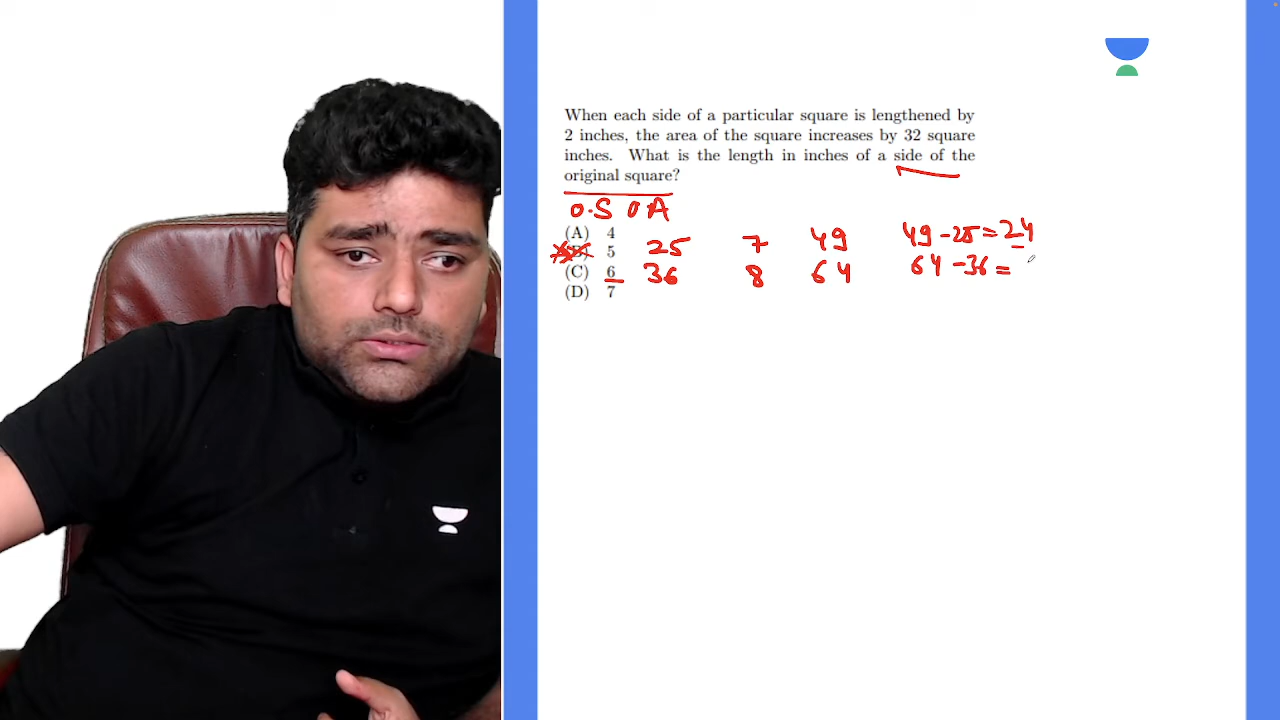 When each side of a particular square is lengthened by
2 inches, the area of the square increases by 32 square
inches. What is the length in inches of a side of the
original square?
O.S O A
(A) 4
5 25 7 49 49-25=24
(C) 6 36 8 64 64-36=
(D) 7